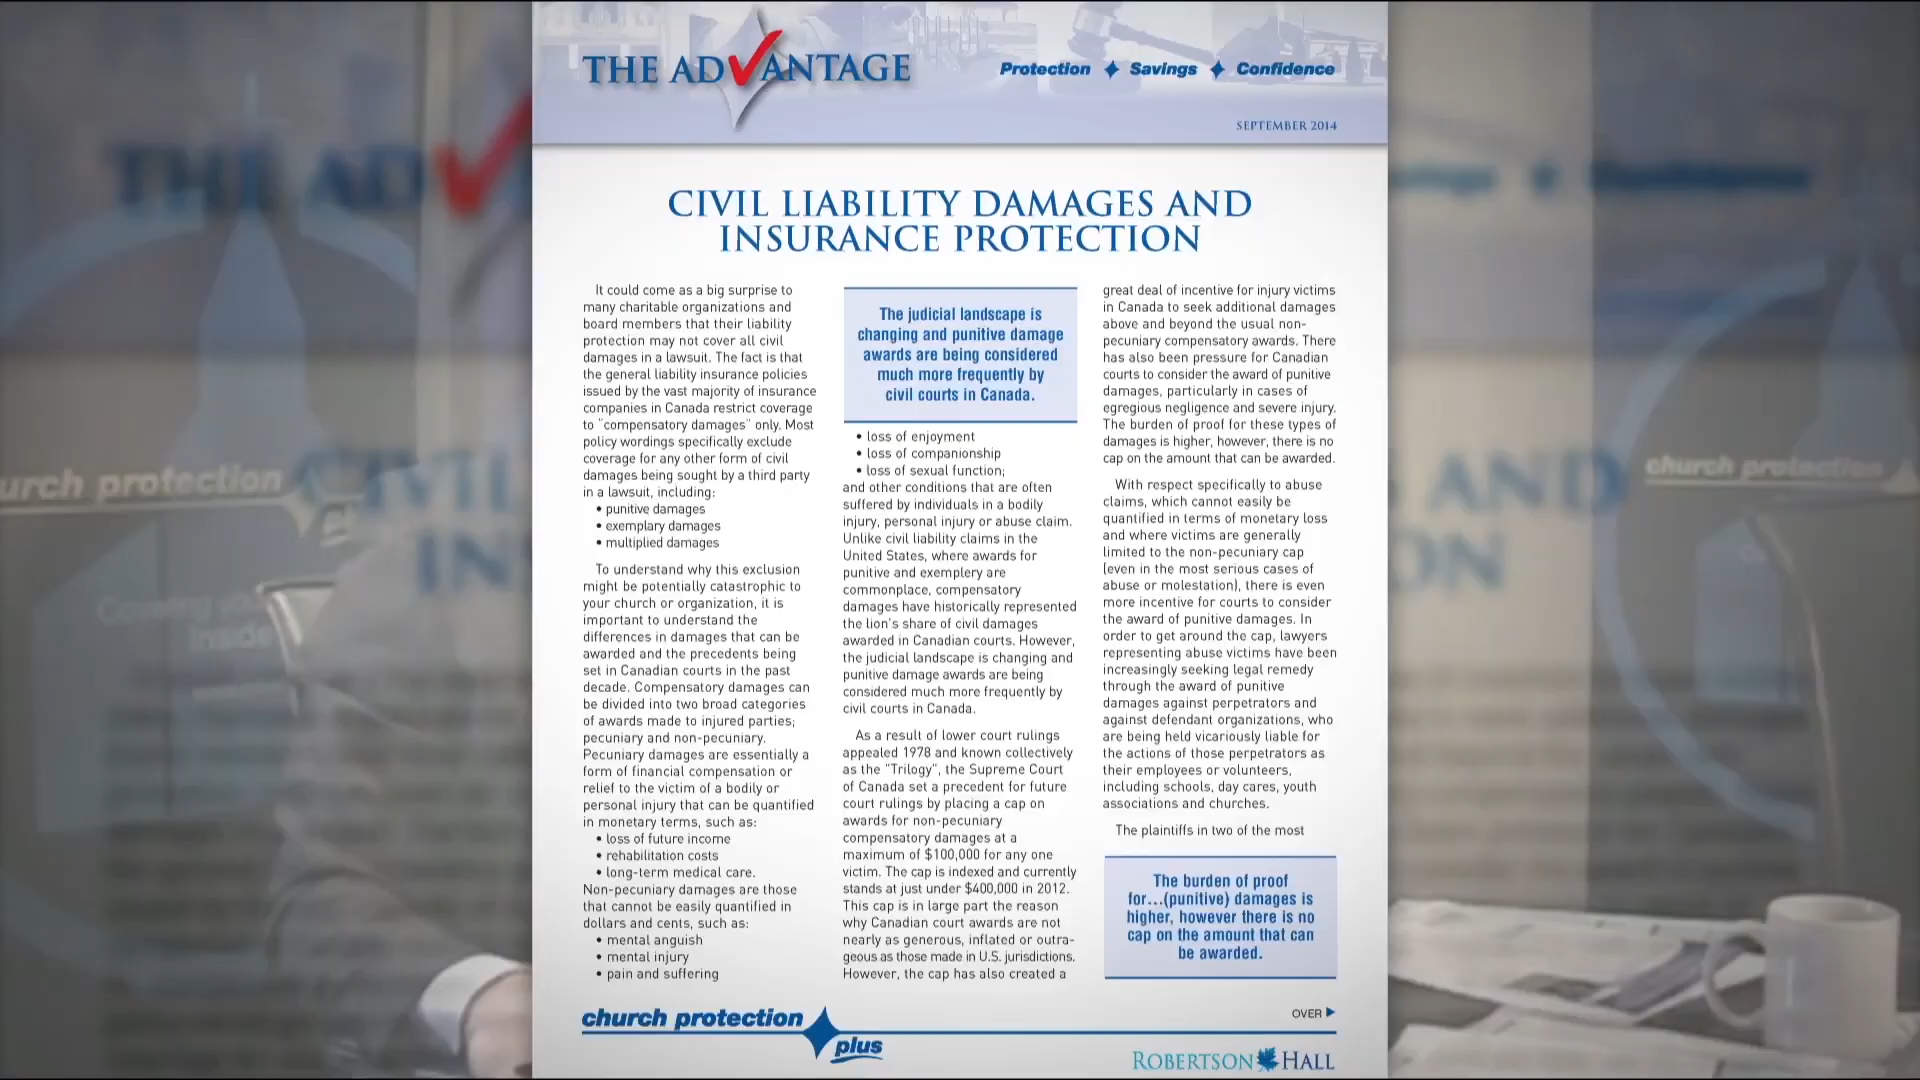 THE ADVANTAGE
Protection ✦ Savings ✦ Confidence
SEPTEMBER 2014
CIVIL LIABILITY DAMAGES AND
INSURANCE PROTECTION
It could come as a big surprise to
many charitable organizations and
board members that their liability
protection may not cover all civil
damages in a lawsuit. The fact is that
the general liability insurance policies
issued by the vast majority of insurance
companies in Canada restrict coverage
to "compensatory damages" only. Most
policy wordings specifically exclude
coverage for any other form of civil
damages being sought by a third party
in a lawsuit, including:
• punitive damages
• exemplary damages
• multiplied damages
To understand why this exclusion
might be potentially catastrophic to
your church or organization, it is
important to understand the
differences in damages that can be
awarded and the precedents being
set in Canadian courts in the past
decade. Compensatory damages can
be divided into two broad categories
of awards made to injured parties;
pecuniary and non-pecuniary.
Pecuniary damages are essentially a
form of financial compensation or
relief to the victim of a bodily or
personal injury that can be quantified
in monetary terms, such as:
• loss of future income
• rehabilitation costs
• long-term medical care.
Non-pecuniary damages are those
that cannot be easily quantified in
dollars and cents, such as:
• mental anguish
• mental injury
• pain and suffering
The judicial landscape is
changing and punitive damage
awards are being considered
much more frequently by
civil courts in Canada.
• loss of enjoyment
• loss of companionship
• loss of sexual function;
and other conditions that are often
suffered by individuals in a bodily
injury, personal injury or abuse claim.
Unlike civil liability claims in the
United States, where awards for
punitive and exemplery are
commonplace, compensatory
damages have historically represented
the lion's share of civil damages
awarded in Canadian courts. However,
the judicial landscape is changing and
punitive damage awards are being
considered much more frequently by
civil courts in Canada.
As a result of lower court rulings
appealed 1978 and known collectively
as the "Trilogy", the Supreme Court
of Canada set a precedent for future
court rulings by placing a cap on
awards for non-pecuniary
compensatory damages at a
maximum of $100,000 for any one
victim. The cap is indexed and currently
stands at just under $400,000 in 2012.
This cap is in large part the reason
why Canadian court awards are not
nearly as generous, inflated or outra-
geous as those made in U.S. jurisdictions.
However, the cap has also created a
great deal of incentive for injury victims
in Canada to seek additional damages
above and beyond the usual non-
pecuniary compensatory awards. There
has also been pressure for Canadian
courts to consider the award of punitive
damages, particularly in cases of
egregious negligence and severe injury.
The burden of proof for these types of
damages is higher, however, there is no
cap on the amount that can be awarded.
With respect specifically to abuse
claims, which cannot easily be
quantified in terms of monetary loss
and where victims are generally
limited to the non-pecuniary cap
(even in the most serious cases of
abuse or molestation), there is even
more incentive for courts to consider
the award of punitive damages. In
order to get around the cap, lawyers
representing abuse victims have been
increasingly seeking legal remedy
through the award of punitive
damages against perpetrators and
against defendant organizations, who
are being held vicariously liable for
the actions of those perpetrators as
their employees or volunteers,
including schools, day cares, youth
associations and churches.
The plaintiffs in two of the most
The burden of proof
for...(punitive) damages is
higher, however there is no
cap on the amount that can
be awarded.
church protection
plus
OVER ▶
ROBERTSON HALL
THE AD
urch protection
CIVIL
IN
Covering
inside
AND
ON
church protection